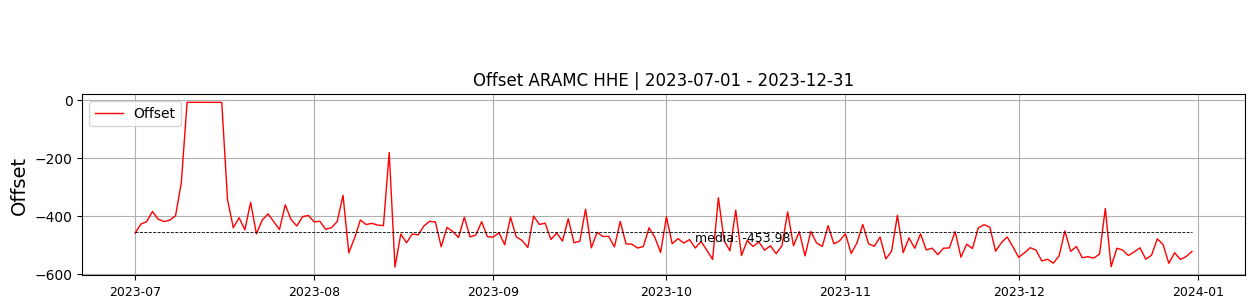 Offset ARAMC HHE | 2023-07-01 - 2023-12-31
Offset
0
−200
−400
−600
Offset
media: -453.98
2023-07
2023-08
2023-09
2023-10
2023-11
2023-12
2024-01